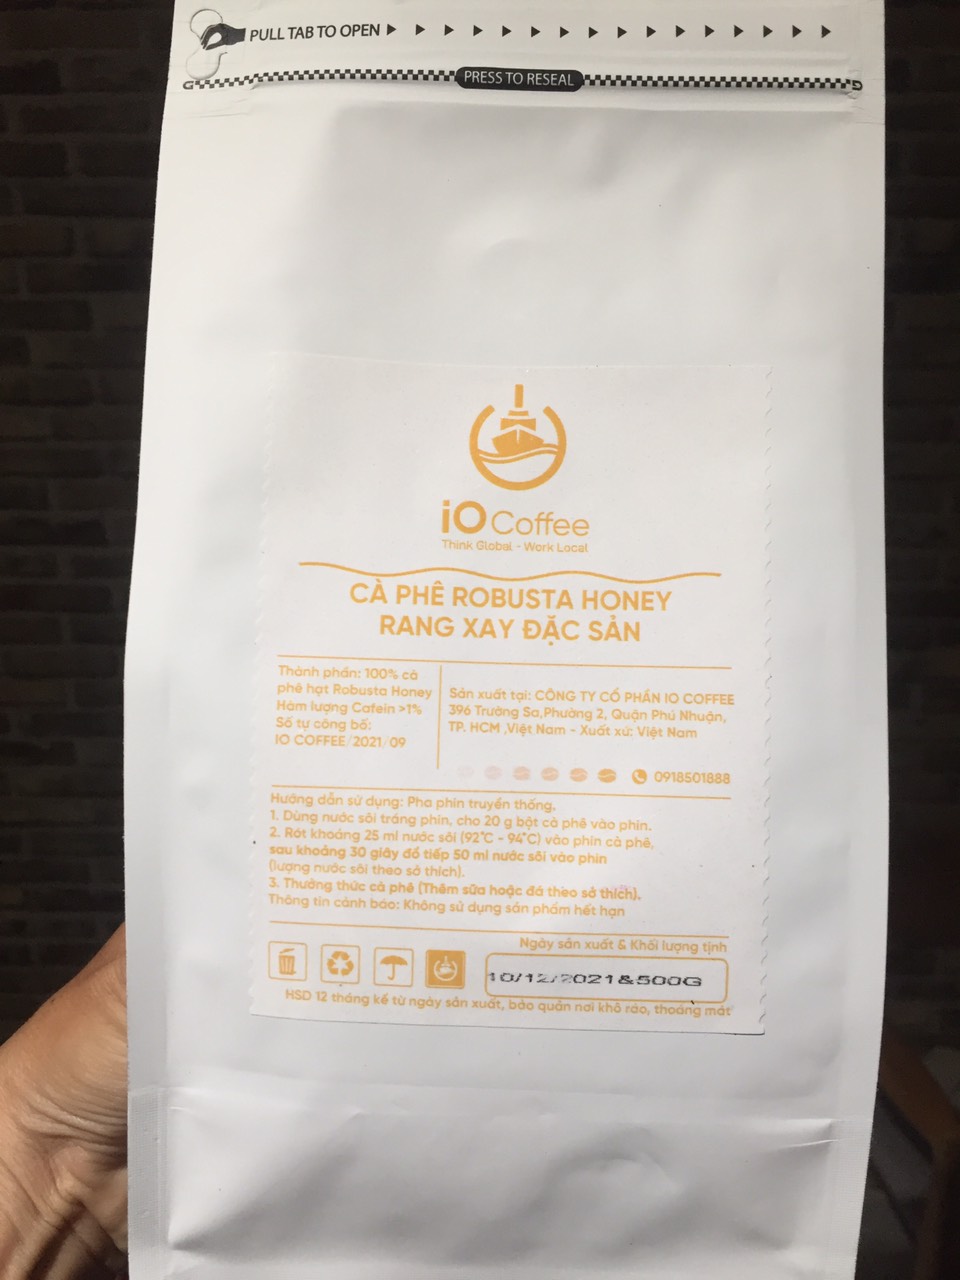 PULL TAB TO OPEN
PRESS TO RESEAL
iO Coffee
Think Global - Work Local
CÀ PHÊ ROBUSTA HONEY
RANG XAY ĐẶC SẢN
Thành phần: 100% cà
phê hạt Robusta Honey
Hàm lượng Cafein >1%
Số tự công bố:
IO COFFEE/2021/09
Sản xuất tại: CÔNG TY CỔ PHẦN IO COFFEE
396 Trường Sa,Phường 2, Quận Phú Nhuận,
TP. HCM ,Việt Nam - Xuất xứ: Việt Nam
0918501888
Hướng dẫn sử dụng: Pha phin truyền thống.
1. Dùng nước sôi tráng phin, cho 20 g bột cà phê vào phin.
2. Rót khoảng 25 ml nước sôi (92°C - 94°C) vào phin cà phê,
sau khoảng 30 giây đổ tiếp 50 ml nước sôi vào phin
(lượng nước sôi theo sở thích).
3. Thưởng thức cà phê (Thêm sữa hoặc đá theo sở thích).
Thông tin cảnh báo: Không sử dụng sản phẩm hết hạn
Ngày sản xuất & Khối lượng tịnh
10/12/2021&500G
HSD 12 tháng kể từ ngày sản xuất, bảo quản nơi khô ráo, thoáng mát